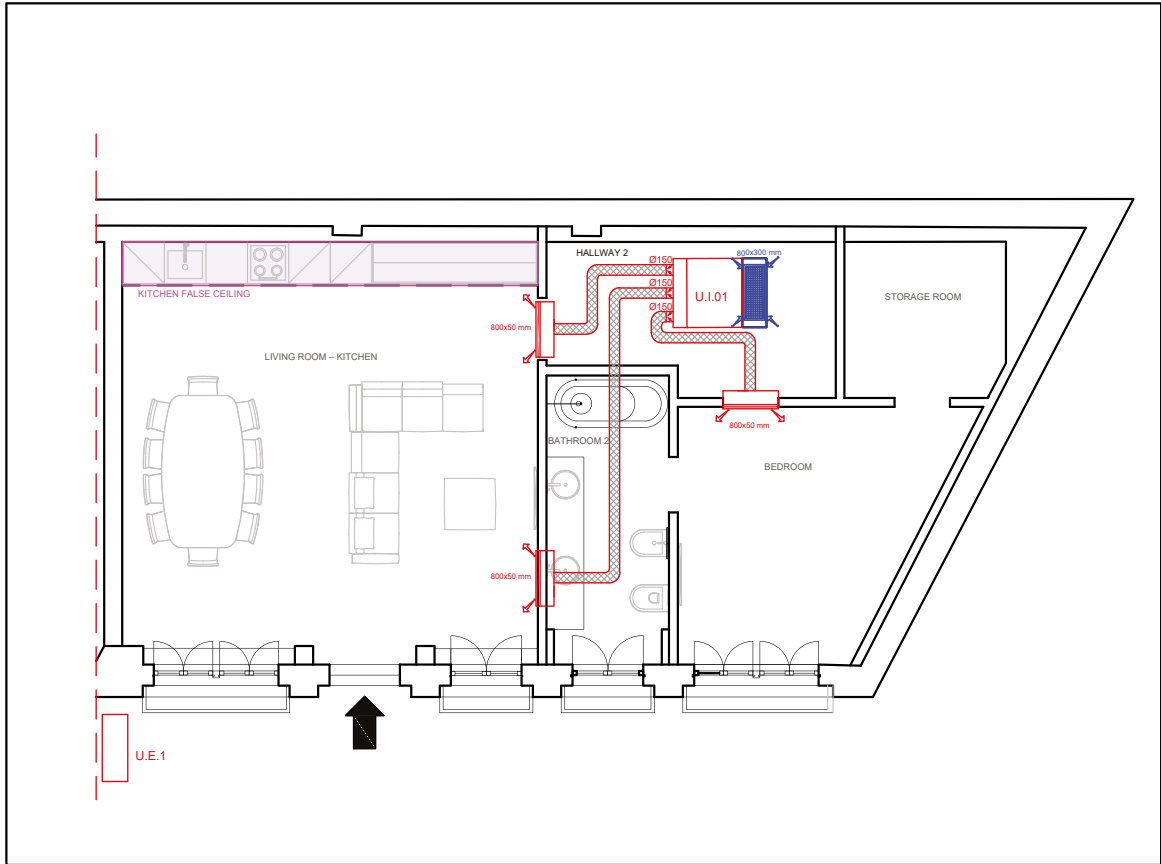 HALLWAY 2
800x300 mm
Ø150
Ø150
Ø150
U.I.01
STORAGE ROOM
KITCHEN FALSE CEILING
800x50 mm
LIVING ROOM – KITCHEN
800x50 mm
BATHROOM 2
BEDROOM
800x50 mm
U.E.1